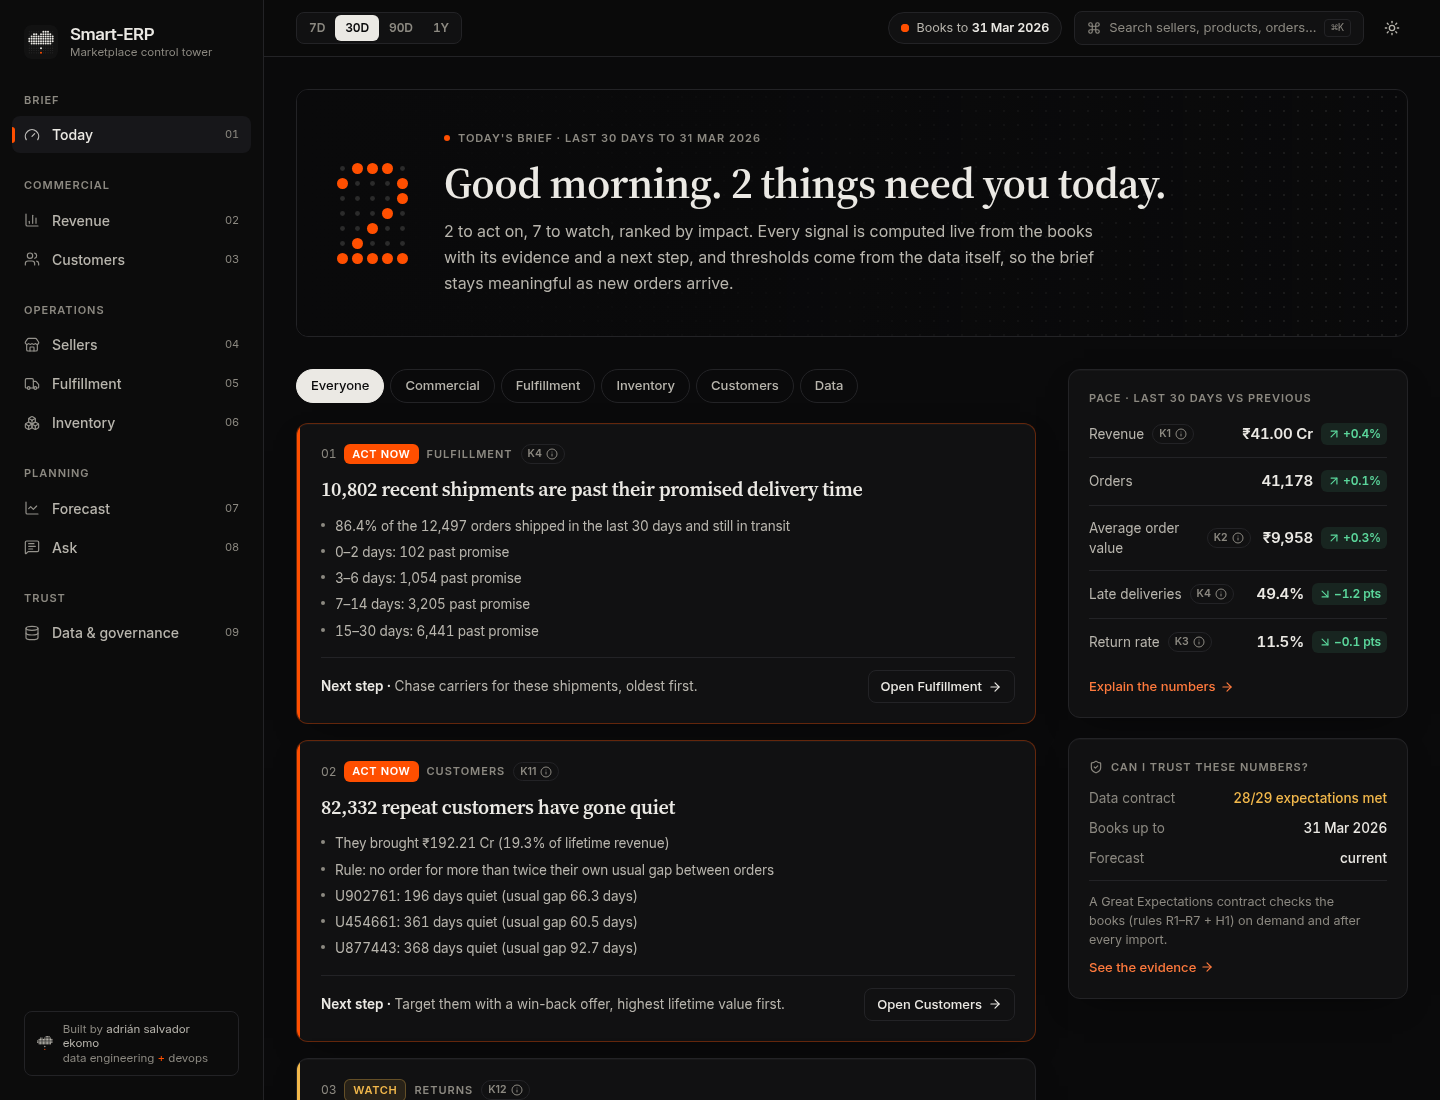 Smart-ERP
Marketplace control tower
BRIEF
Today 01
COMMERCIAL
Revenue 02
Customers 03
OPERATIONS
Sellers 04
Fulfillment 05
Inventory 06
PLANNING
Forecast 07
Ask 08
TRUST
Data & governance 09
Built by adrián salvador
ekomo
data engineering + devops
7D 30D 90D 1Y
Books to 31 Mar 2026
⌘ Search sellers, products, orders... ⌘K
TODAY'S BRIEF · LAST 30 DAYS TO 31 MAR 2026
Good morning. 2 things need you today.
2 to act on, 7 to watch, ranked by impact. Every signal is computed live from the books
with its evidence and a next step, and thresholds come from the data itself, so the brief
stays meaningful as new orders arrive.
Everyone Commercial Fulfillment Inventory Customers Data
01 ACT NOW FULFILLMENT K4
10,802 recent shipments are past their promised delivery time
• 86.4% of the 12,497 orders shipped in the last 30 days and still in transit
• 0–2 days: 102 past promise
• 3–6 days: 1,054 past promise
• 7–14 days: 3,205 past promise
• 15–30 days: 6,441 past promise
Next step · Chase carriers for these shipments, oldest first.
Open Fulfillment →
02 ACT NOW CUSTOMERS K11
82,332 repeat customers have gone quiet
• They brought ₹192.21 Cr (19.3% of lifetime revenue)
• Rule: no order for more than twice their own usual gap between orders
• U902761: 196 days quiet (usual gap 66.3 days)
• U454661: 361 days quiet (usual gap 60.5 days)
• U877443: 368 days quiet (usual gap 92.7 days)
Next step · Target them with a win-back offer, highest lifetime value first.
Open Customers →
03 WATCH RETURNS K12
PACE · LAST 30 DAYS VS PREVIOUS
Revenue K1 ₹41.00 Cr ↗ +0.4%
Orders 41,178 ↗ +0.1%
Average order
value K2 ₹9,958 ↗ +0.3%
Late deliveries K4 49.4% ↘ −1.2 pts
Return rate K3 11.5% ↘ −0.1 pts
Explain the numbers →
CAN I TRUST THESE NUMBERS?
Data contract 28/29 expectations met
Books up to 31 Mar 2026
Forecast current
A Great Expectations contract checks the
books (rules R1–R7 + H1) on demand and after
every import.
See the evidence →